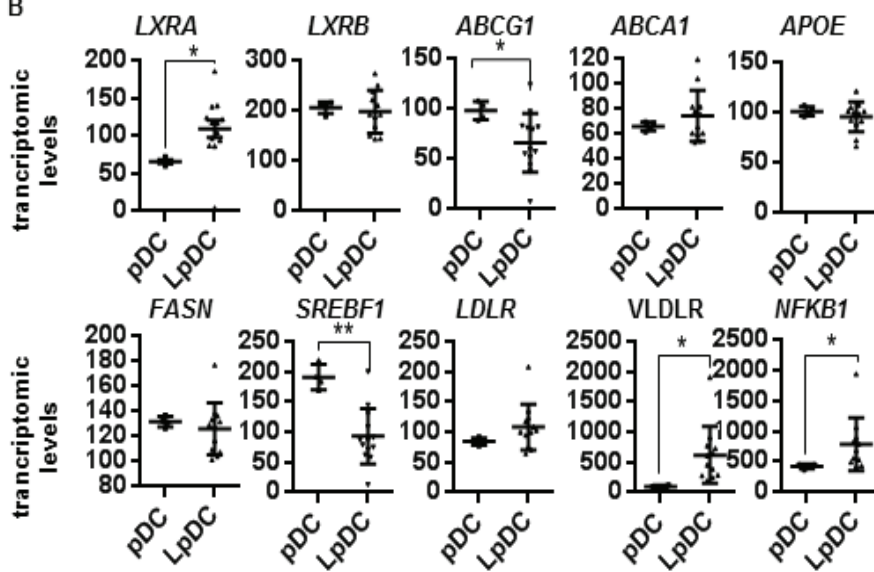 B
LXRA
LXRB
ABCG1
ABCA1
APOE
trancriptomic
levels
200
150
100
50
0
*
pDC
LpDC
300
200
100
0
pDC
LpDC
150
100
50
0
*
pDC
LpDC
120
100
80
60
40
20
0
pDC
LpDC
150
100
50
0
pDC
LpDC
FASN
SREBF1
LDLR
VLDLR
NFKB1
trancriptomic
levels
200
180
160
140
120
100
80
pDC
LpDC
250
200
150
100
50
0
**
pDC
LpDC
250
200
150
100
50
0
pDC
LpDC
2500
2000
1500
1000
500
0
*
pDC
LpDC
2500
2000
1500
1000
500
0
*
pDC
LpDC